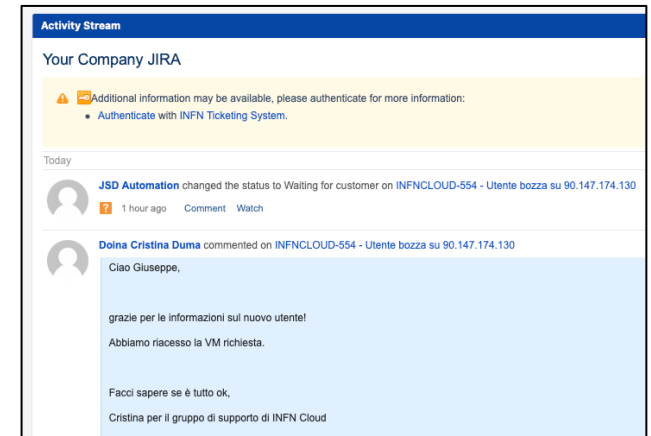 Activity Stream
Your Company JIRA
Additional information may be available, please authenticate for more information:
• Authenticate with INFN Ticketing System.
Today
JSD Automation changed the status to Waiting for customer on INFNCLOUD-554 - Utente bozza su 90.147.174.130
1 hour ago Comment Watch
Doina Cristina Duma commented on INFNCLOUD-554 - Utente bozza su 90.147.174.130
Ciao Giuseppe,
grazie per le informazioni sul nuovo utente!
Abbiamo riacesso la VM richiesta.
Facci sapere se è tutto ok,
Cristina per il gruppo di supporto di INFN Cloud